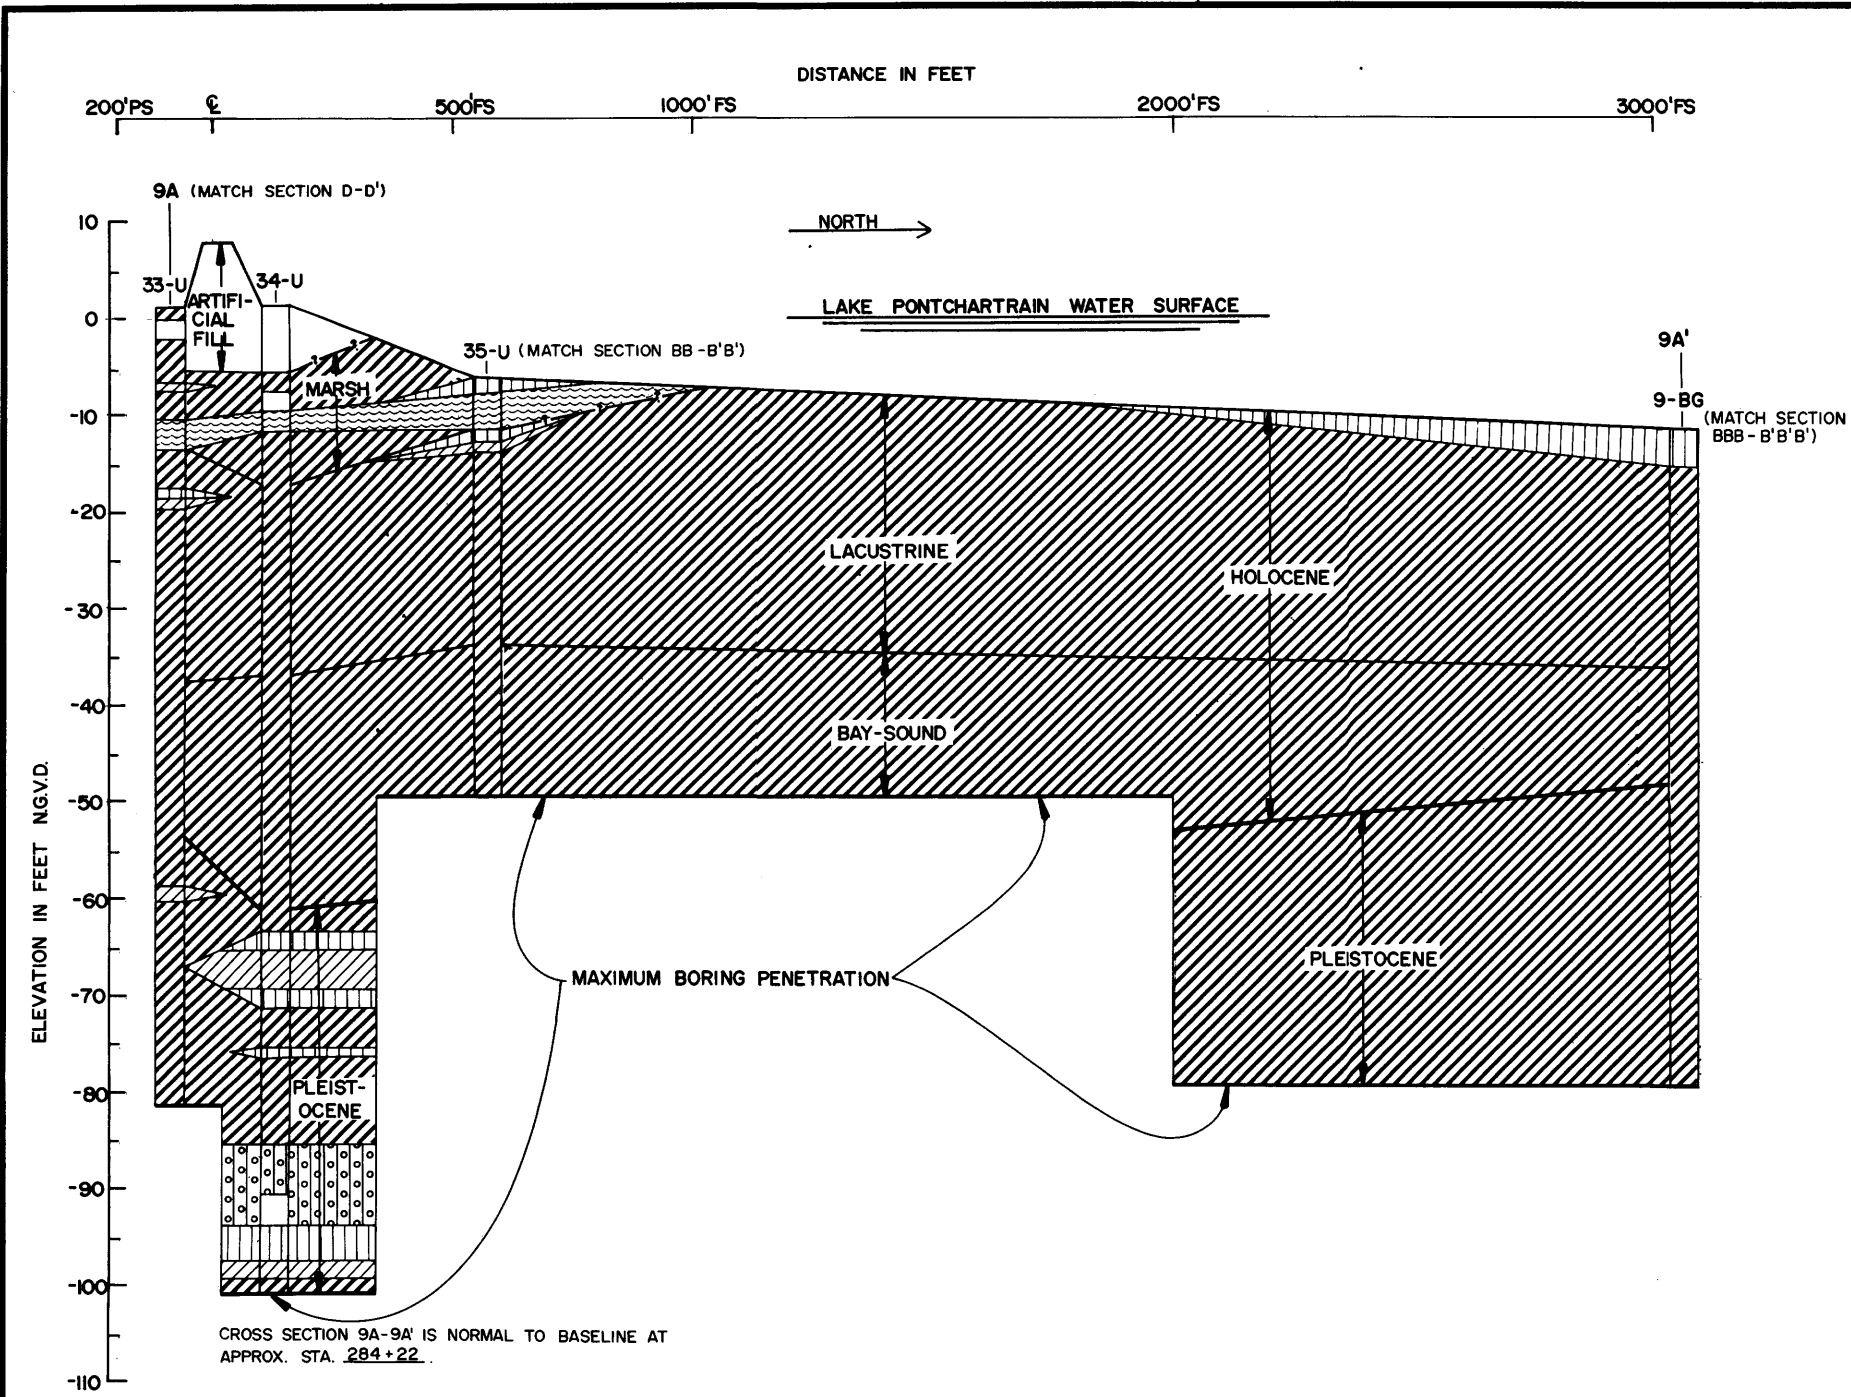 DISTANCE IN FEET
200'PS ℄ 500'FS 1000'FS 2000'FS 3000'FS
9A (MATCH SECTION D-D')
10
NORTH
33-U
34-U
ARTIFI-
CIAL
FILL
LAKE PONTCHARTRAIN WATER SURFACE
0
35-U (MATCH SECTION BB-B'B')
9A'
MARSH
9-BG
(MATCH SECTION
BBB-B'B'B')
-10
-20
LACUSTRINE
HOLOCENE
-30
-40
BAY-SOUND
-50
ELEVATION IN FEET N.G.V.D.
-60
PLEISTOCENE
MAXIMUM BORING PENETRATION
-70
-80
PLEIST-
OCENE
-90
-100
CROSS SECTION 9A-9A' IS NORMAL TO BASELINE AT
APPROX. STA. 284+22.
-110